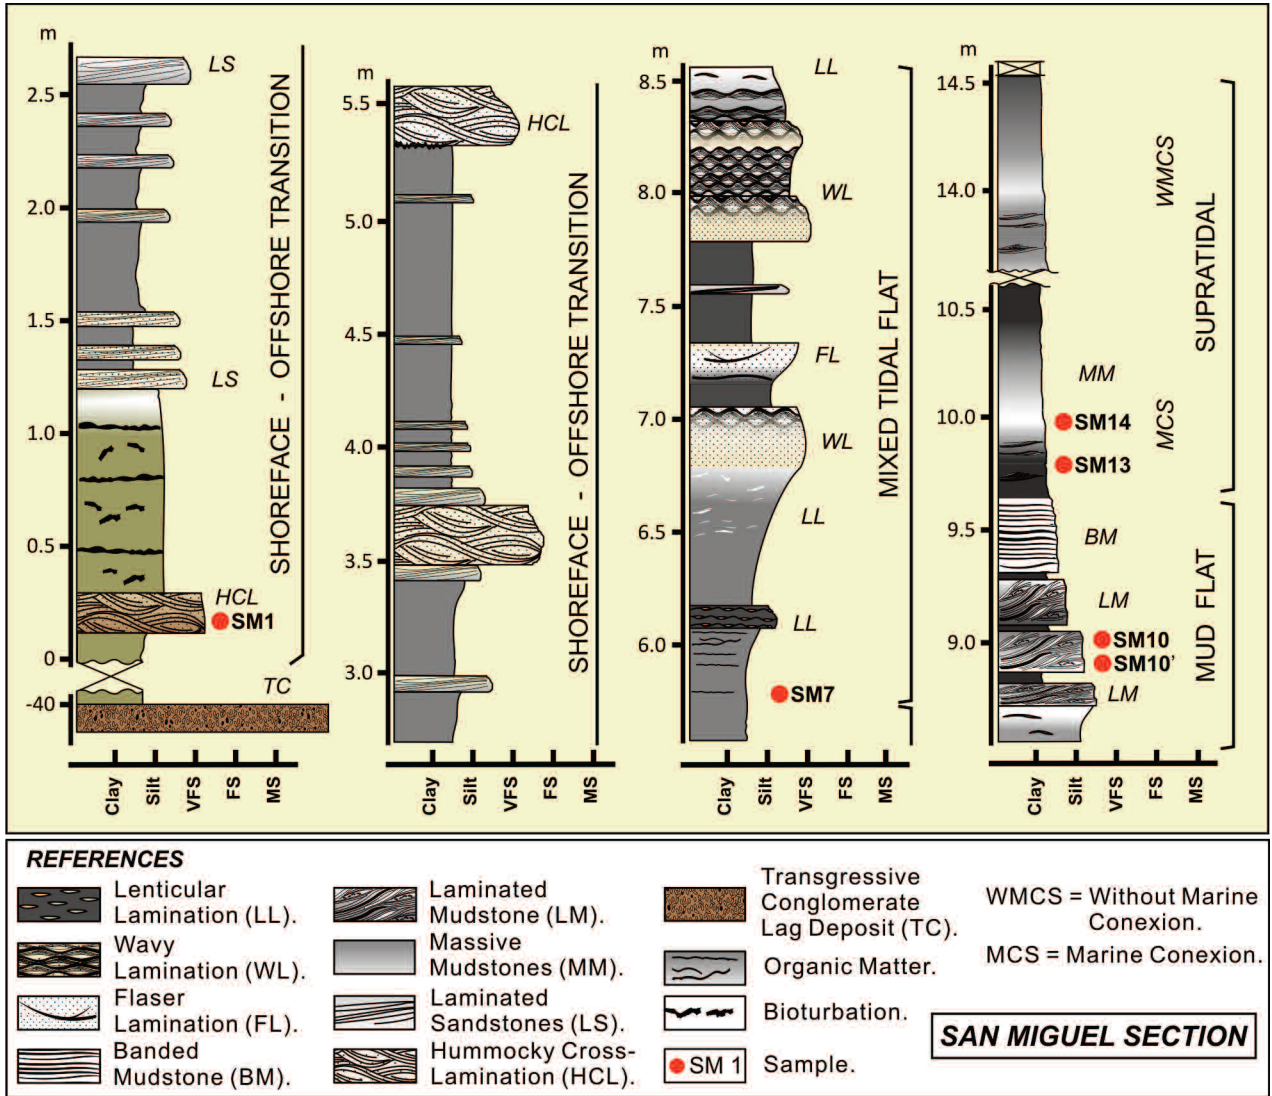 m
2.5
2.0
1.5
1.0
0.5
0
-40
LS
LS
HCL
SM1
TC
SHOREFACE - OFFSHORE TRANSITION
Clay
Silt
VFS
FS
MS
m
5.5
5.0
4.5
4.0
3.5
3.0
HCL
SHOREFACE - OFFSHORE TRANSITION
Clay
Silt
VFS
FS
MS
m
8.5
8.0
7.5
7.0
6.5
6.0
LL
WL
FL
WL
LL
LL
SM7
MIXED TIDAL FLAT
Clay
Silt
VFS
FS
MS
m
14.5
14.0
10.5
10.0
9.5
9.0
WMCS
MM
SM14
MCS
SM13
BM
LM
SM10
SM10'
LM
SUPRATIDAL
MUD FLAT
Clay
Silt
VFS
FS
MS
REFERENCES
Lenticular
Lamination (LL).
Wavy
Lamination (WL).
Flaser
Lamination (FL).
Banded
Mudstone (BM).
Laminated
Mudstone (LM).
Massive
Mudstones (MM).
Laminated
Sandstones (LS).
Hummocky Cross-
Lamination (HCL).
Transgressive
Conglomerate
Lag Deposit (TC).
Organic Matter.
Bioturbation.
SM 1
Sample.
WMCS = Without Marine
Conexion.
MCS = Marine Conexion.
SAN MIGUEL SECTION